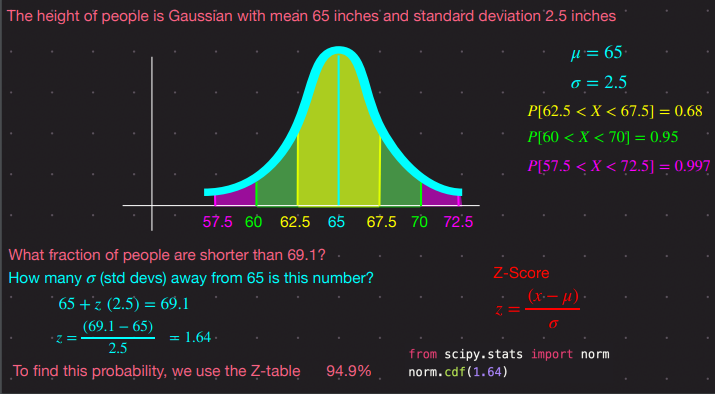 The height of people is Gaussian with mean 65 inches and standard deviation 2.5 inches
μ = 65
σ = 2.5
P[62.5 < X < 67.5] = 0.68
P[60 < X < 70] = 0.95
P[57.5 < X < 72.5] = 0.997
57.5 60 62.5 65 67.5 70 72.5
What fraction of people are shorter than 69.1?
How many σ (std devs) away from 65 is this number?
65 + z (2.5) = 69.1
z = (69.1 − 65) / 2.5 = 1.64
Z-Score
z = (x − μ) / σ
To find this probability, we use the Z-table 94.9%
from scipy.stats import norm
norm.cdf(1.64)